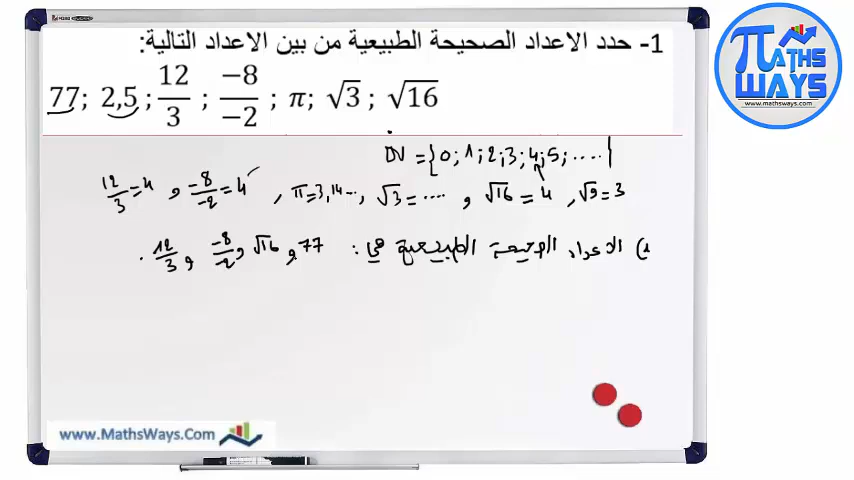 1- حدد الاعداد الصحيحة الطبيعية من بين الاعداد التالية:
77; 2,5; 12/3; −8/−2; π; √3; √16
IN = {0; 1; 2; 3; 4; 5; ....}
12/3 = 4 , −8/−2 = 4 , π = 3,14... , √3 = .... , √16 = 4 , √9 = 3
1) الاعداد الصحيحة الطبيعية هي: 77 , √16 , −8/−2 , 12/3 .
MATHS
WAYS
www.mathsways.com
www.MathsWays.Com